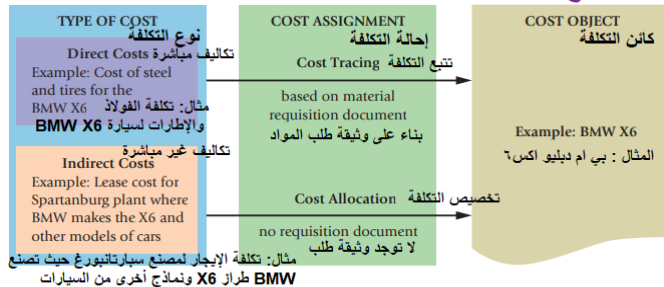 TYPE OF COST
نوع التكلفة
Direct Costs تكاليف مباشرة
Example: Cost of steel
and tires for the
BMW X6 مثال: تكلفة الفولاذ
والإطارات لسيارة BMW X6
تكاليف غير مباشرة
Indirect Costs
Example: Lease cost for
Spartanburg plant where
BMW makes the X6 and
other models of cars
مثال: تكلفة الإيجار لمصنع سبارتانبورغ حيث تصنع
BMW طراز X6 ونماذج أخرى من السيارات
COST ASSIGNMENT
إحالة التكلفة
Cost Tracing تتبع التكلفة
based on material
requisition document
بناء على وثيقة طلب المواد
Cost Allocation تخصيص التكلفة
no requisition document
لا توجد وثيقة طلب
COST OBJECT
كائن التكلفة
Example: BMW X6
المثال : بي ام دبليو اكس٦